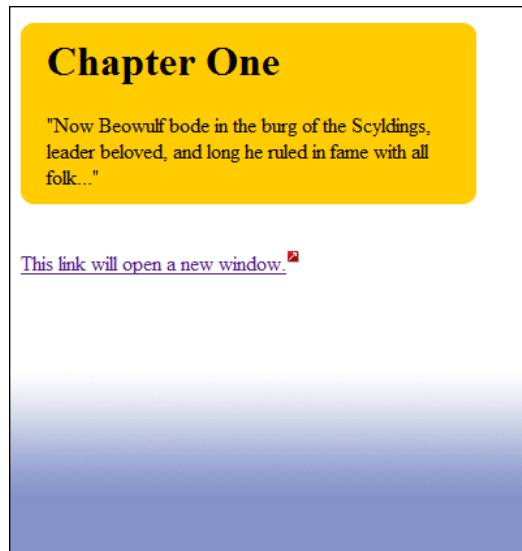 Chapter One
"Now Beowulf bode in the burg of the Scyldings,
leader beloved, and long he ruled in fame with all
folk..."
This link will open a new window.